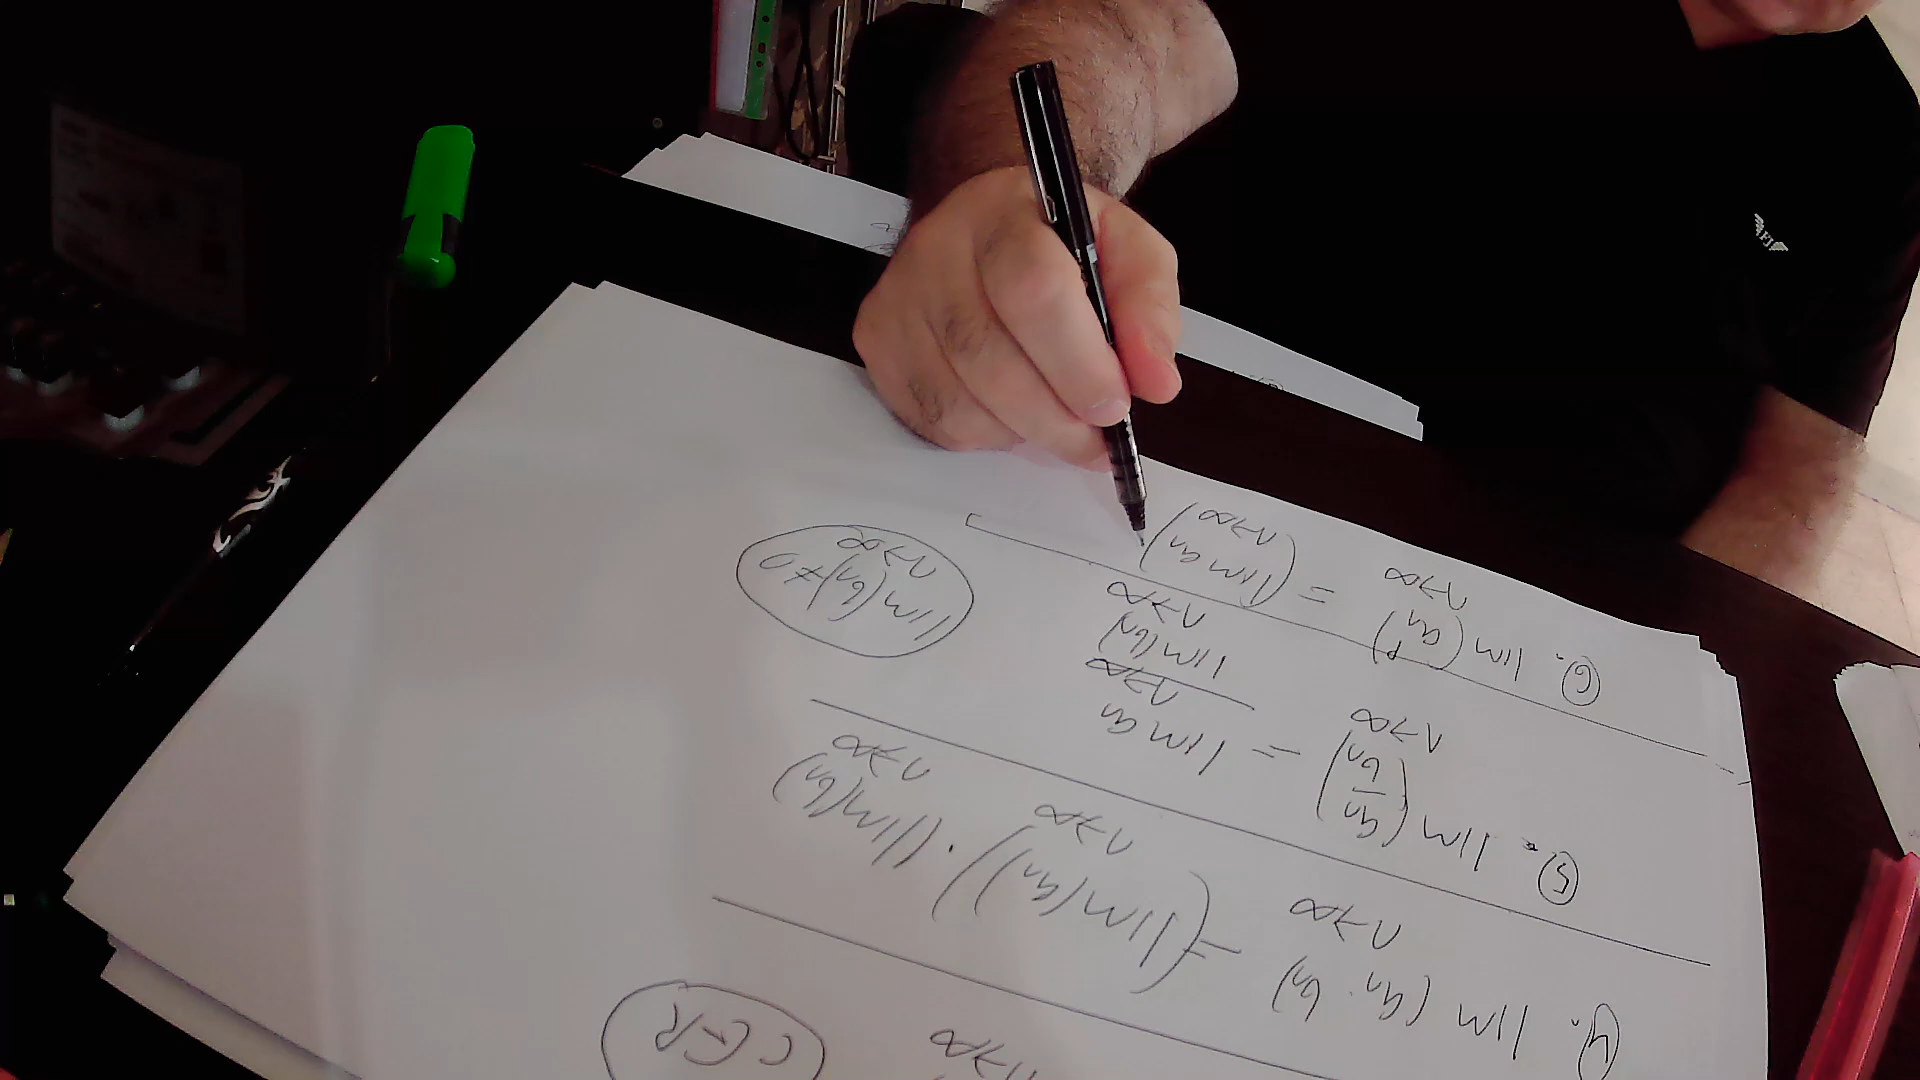 C ∈ R
n→∞
④. lim (an . bn) = (lim(an)) . (lim(bn)
n→∞ n→∞ n→∞
⑤. lim (an/bn) = lim an / lim(bn)
n→∞ n→∞ n→∞
lim(bn) ≠ 0
n→∞
⑥. lim (an^p) = (lim an)
n→∞ n→∞